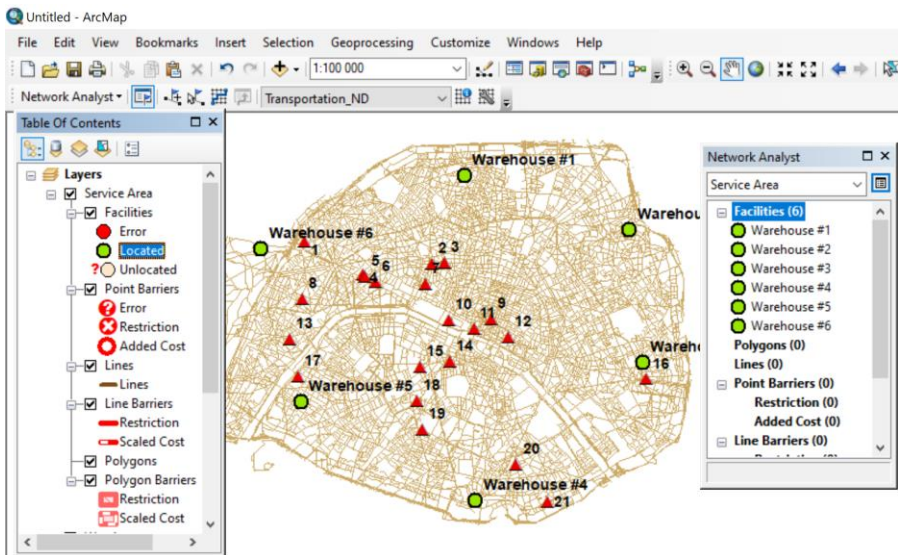 Untitled - ArcMap
File Edit View Bookmarks Insert Selection Geoprocessing Customize Windows Help
1:100 000
Network Analyst Transportation_ND
Table Of Contents
Layers
Service Area
Facilities
Error
Located
Unlocated
Point Barriers
Error
Restriction
Added Cost
Lines
Lines
Line Barriers
Restriction
Scaled Cost
Polygons
Polygon Barriers
Restriction
Scaled Cost
Warehouse #1
Warehou
Warehouse #6
1
2 3
5 6
4
7
8
10 9
11
12
13
14
15
Wareh
16
17
Warehouse #5
18
19
20
Warehouse #4
21
Network Analyst
Service Area
Facilities (6)
Warehouse #1
Warehouse #2
Warehouse #3
Warehouse #4
Warehouse #5
Warehouse #6
Polygons (0)
Lines (0)
Point Barriers (0)
Restriction (0)
Added Cost (0)
Line Barriers (0)